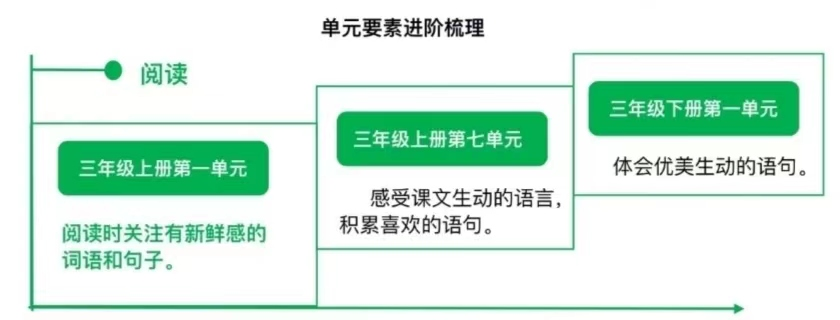 单元要素进阶梳理
阅读
三年级上册第一单元
阅读时关注有新鲜感的
词语和句子。
三年级上册第七单元
感受课文生动的语言，
积累喜欢的语句。
三年级下册第一单元
体会优美生动的语句。